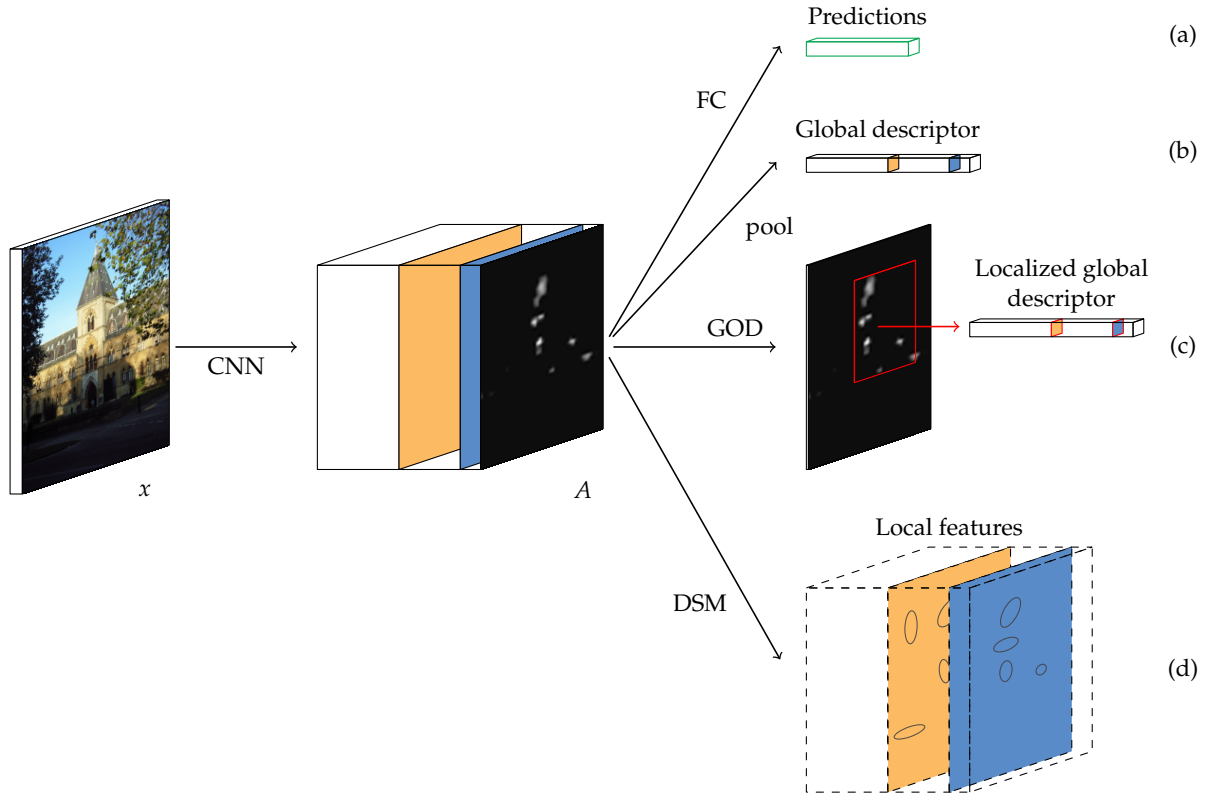 Predictions
(a)
FC
Global descriptor
(b)
pool
Localized global
descriptor
CNN
GOD
(c)
x
A
Local features
DSM
(d)